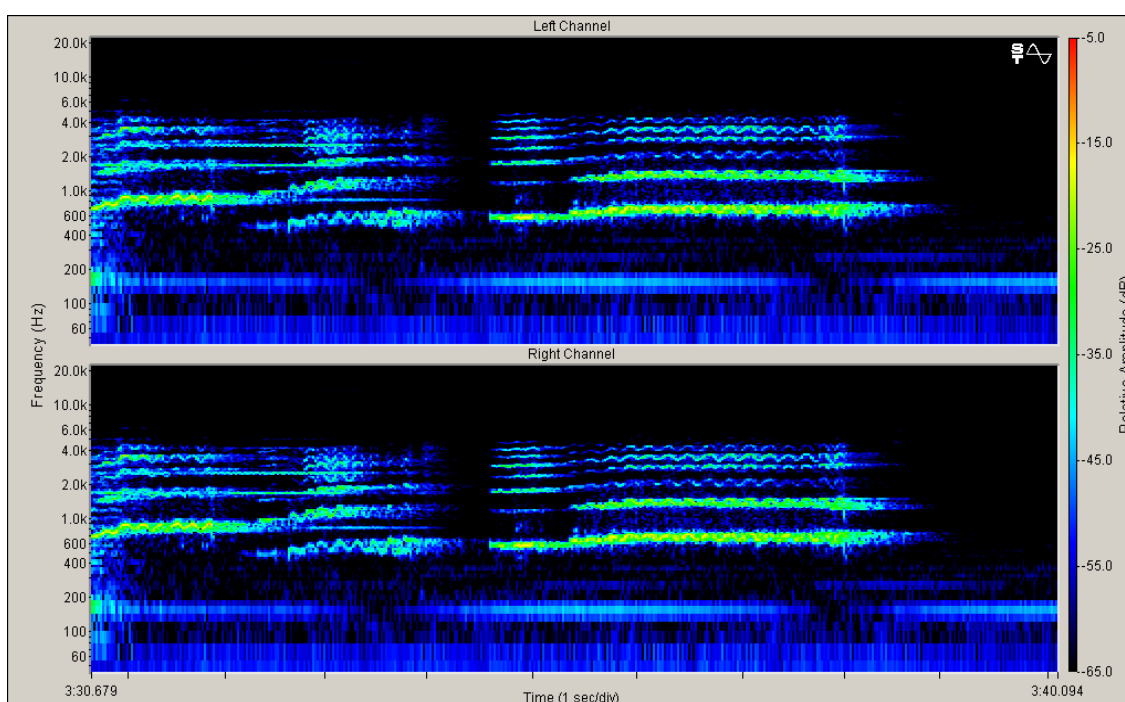 Left Channel
20.0k
10.0k
6.0k
4.0k
2.0k
1.0k
600
400
200
100
60
S
T
-5.0
-15.0
-25.0
-35.0
-45.0
-55.0
-65.0
Relative Amplitude (dB)
Frequency (Hz)
Right Channel
20.0k
10.0k
6.0k
4.0k
2.0k
1.0k
600
400
200
100
60
3:30.679
Time (1 sec/div)
3:40.094